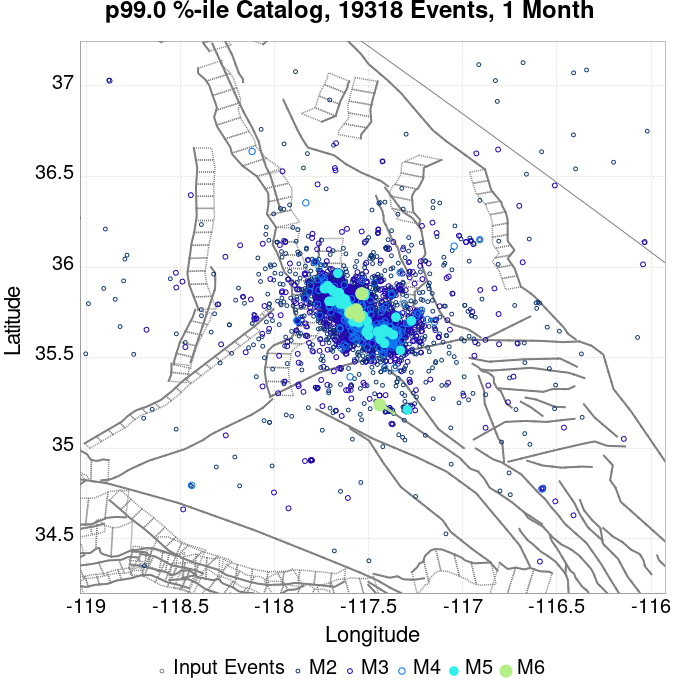 p99.0 %-ile Catalog, 19318 Events, 1 Month
37
36.5
36
35.5
35
34.5
Latitude
-119 -118.5 -118 -117.5 -117 -116.5 -116
Longitude
Input Events M2 M3 M4 M5 M6